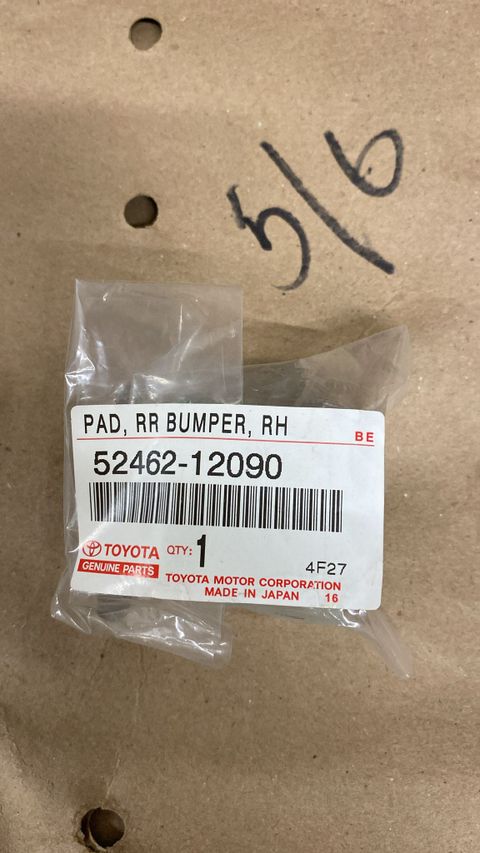 5/6
PAD, RR BUMPER, RH
BE
52462-12090
TOYOTA
GENUINE PARTS
QTY: 1
4F27
TOYOTA MOTOR CORPORATION
MADE IN JAPAN 16